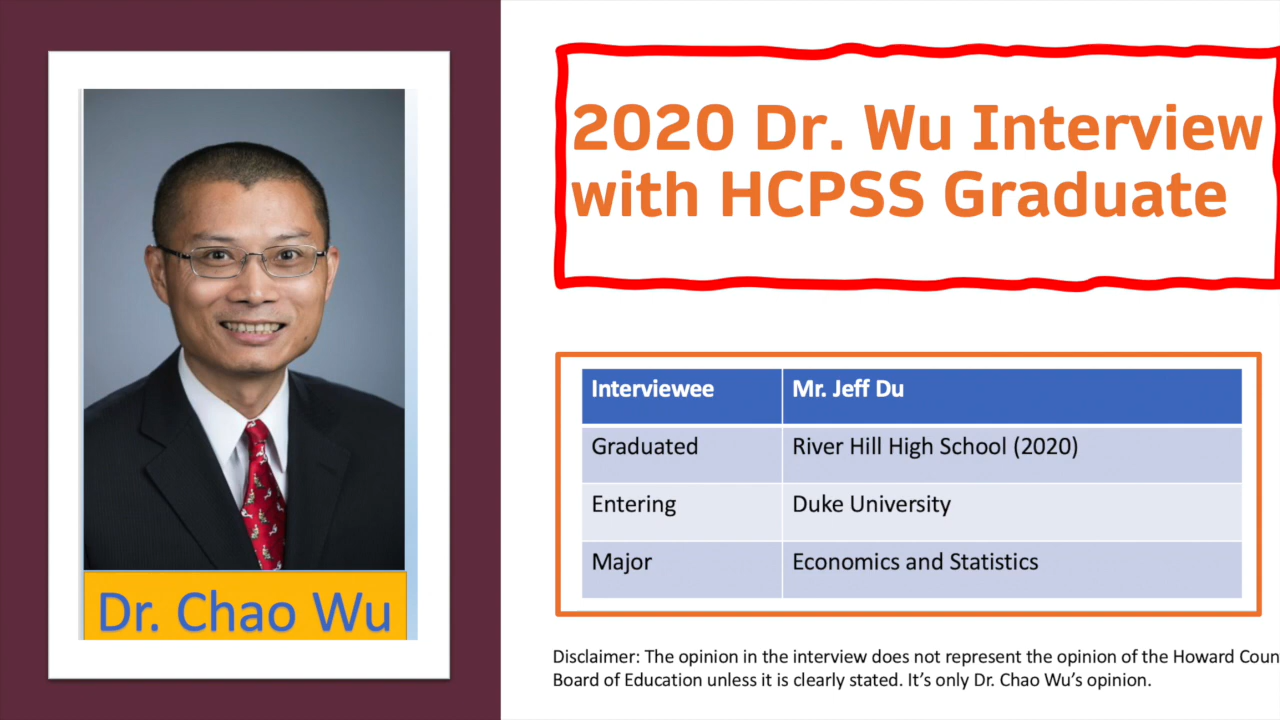 2020 Dr. Wu Interview
with HCPSS Graduate
Interviewee Mr. Jeff Du
Graduated River Hill High School (2020)
Entering Duke University
Major Economics and Statistics
Dr. Chao Wu
Disclaimer: The opinion in the interview does not represent the opinion of the Howard Coun
Board of Education unless it is clearly stated. It’s only Dr. Chao Wu’s opinion.